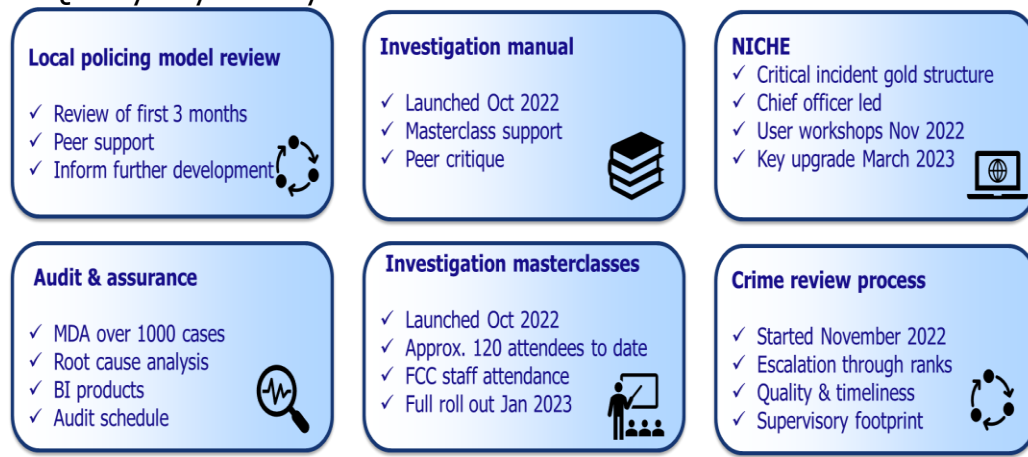 Local policing model review
✓ Review of first 3 months
✓ Peer support
✓ Inform further development
Investigation manual
✓ Launched Oct 2022
✓ Masterclass support
✓ Peer critique
NICHE
✓ Critical incident gold structure
✓ Chief officer led
✓ User workshops Nov 2022
✓ Key upgrade March 2023
Audit & assurance
✓ MDA over 1000 cases
✓ Root cause analysis
✓ BI products
✓ Audit schedule
Investigation masterclasses
✓ Launched Oct 2022
✓ Approx. 120 attendees to date
✓ FCC staff attendance
✓ Full roll out Jan 2023
Crime review process
✓ Started November 2022
✓ Escalation through ranks
✓ Quality & timeliness
✓ Supervisory footprint